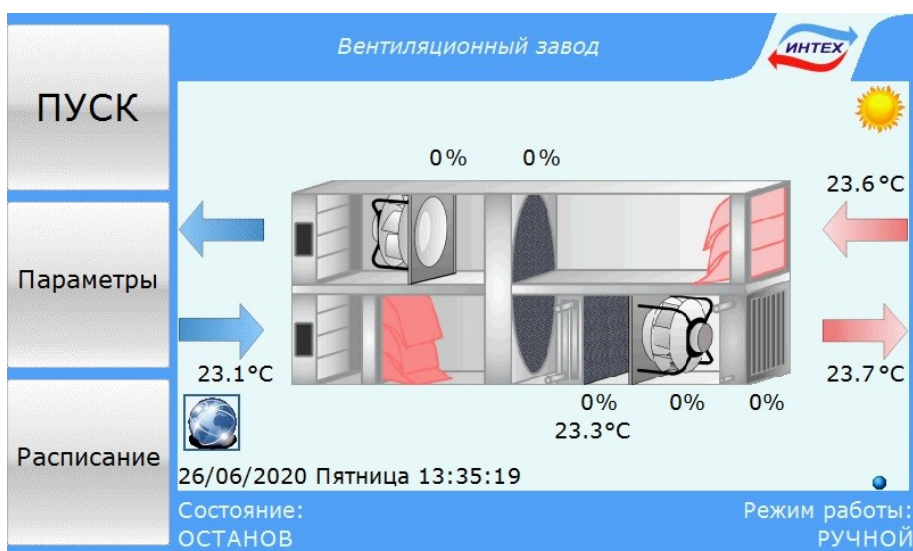 Вентиляционный завод
ИНТЕХ
ПУСК
0% 0%
23.6°C
Параметры
23.1°C
23.7°C
0% 0% 0%
23.3°C
Расписание
26/06/2020 Пятница 13:35:19
Состояние:
ОСТАНОВ
Режим работы:
РУЧНОЙ